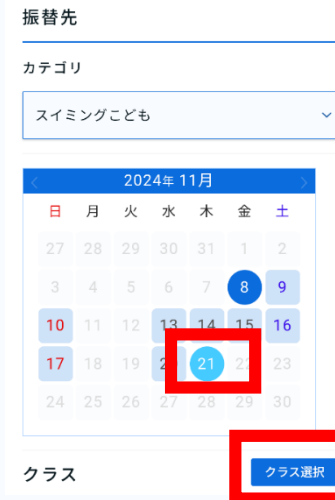 振替先
カテゴリ
スイミングこども
2024年 11月
日 月 火 水 木 金 土
27 28 29 30 31 1 2
3 4 5 6 7 8 9
10 11 12 13 14 15 16
17 18 19 21 23
24 25 26 27 28 29 30
クラス
クラス選択